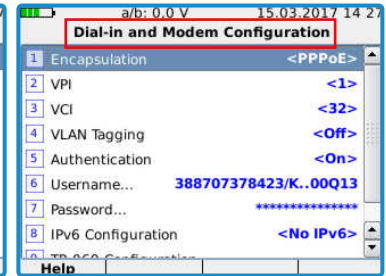 a/b: 0,0 V 15.03.2017 14 27
Dial-in and Modem Configuration
1 Encapsulation <PPPoE>
2 VPI <1>
3 VCI <32>
4 VLAN Tagging <Off>
5 Authentication <On>
6 Username... 388707378423/K..00Q13
7 Password... ***************
8 IPv6 Configuration <No IPv6>
Configuration
Help